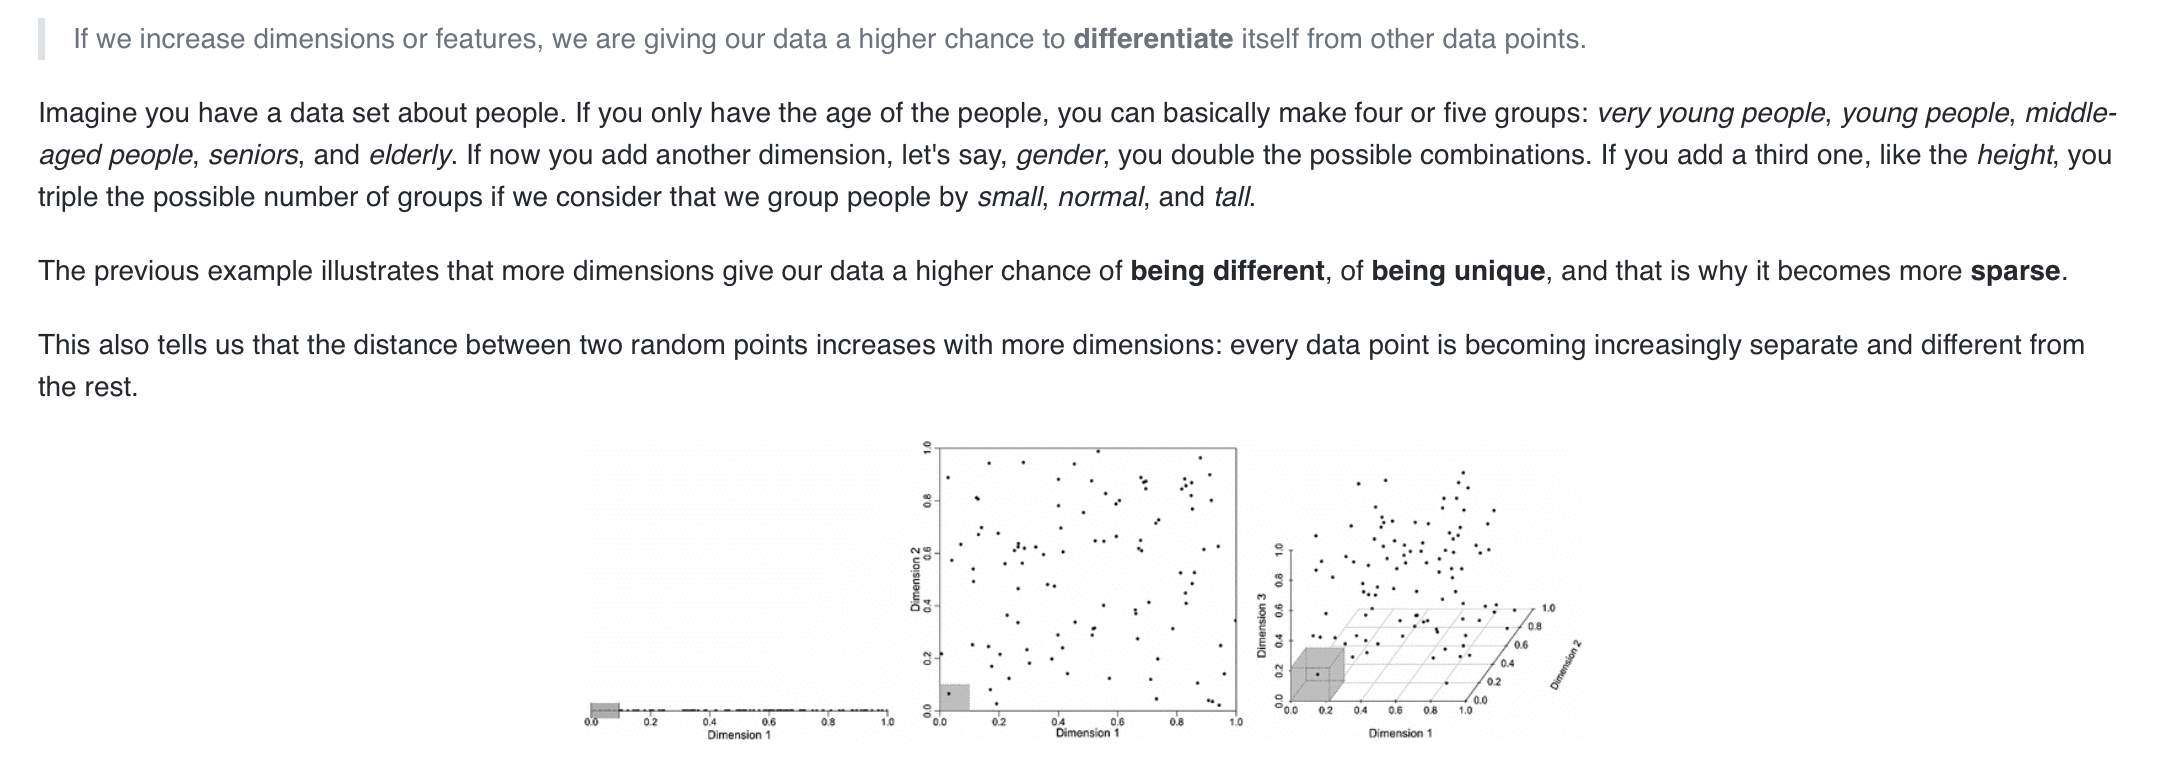 If we increase dimensions or features, we are giving our data a higher chance to differentiate itself from other data points.
Imagine you have a data set about people. If you only have the age of the people, you can basically make four or five groups: very young people, young people, middle-
aged people, seniors, and elderly. If now you add another dimension, let's say, gender, you double the possible combinations. If you add a third one, like the height, you
triple the possible number of groups if we consider that we group people by small, normal, and tall.
The previous example illustrates that more dimensions give our data a higher chance of being different, of being unique, and that is why it becomes more sparse.
This also tells us that the distance between two random points increases with more dimensions: every data point is becoming increasingly separate and different from
the rest.
0.0 0.2 0.4 0.6 0.8 1.0
Dimension 1
Dimension 2
0.0 0.2 0.4 0.6 0.8 1.0
0.0 0.2 0.4 0.6 0.8 1.0
Dimension 1
Dimension 3
0.0 0.2 0.4 0.6 0.8 1.0
0.0 0.2 0.4 0.6 0.8 1.0
Dimension 1
0.0 0.2 0.4 0.6 0.8 1.0
Dimension 2